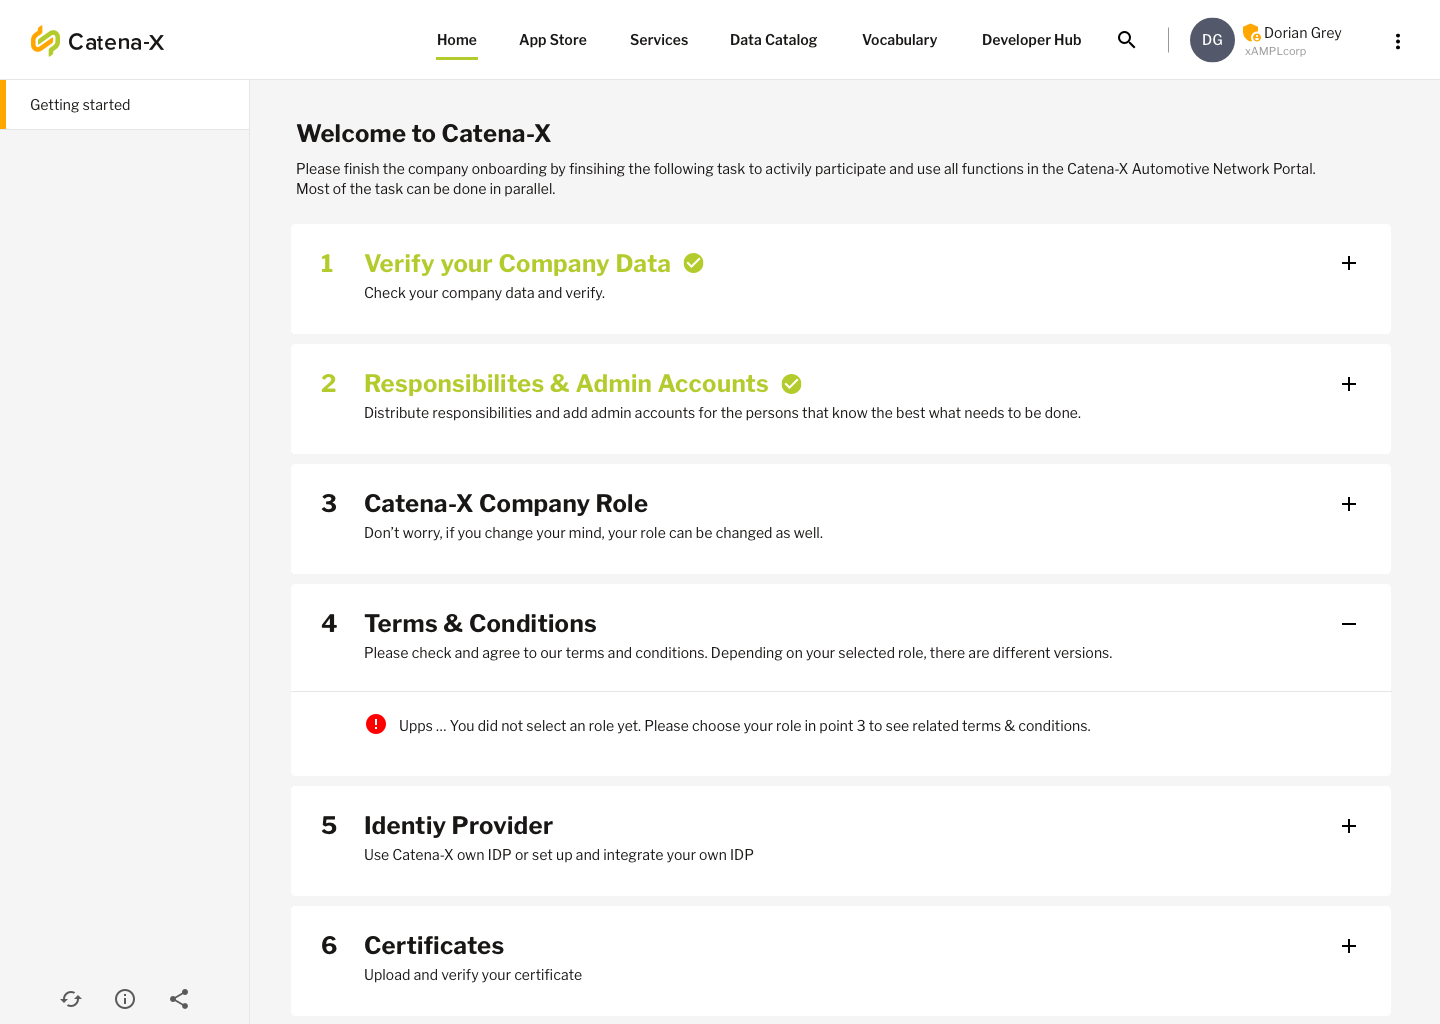 Catena-X
Home
App Store
Services
Data Catalog
Vocabulary
Developer Hub
DG
Dorian Grey
xAMPLcorp
Getting started
Welcome to Catena-X
Please finish the company onboarding by finsihing the following task to activily participate and use all functions in the Catena-X Automotive Network Portal.
Most of the task can be done in parallel.
1 Verify your Company Data
Check your company data and verify.
2 Responsibilites & Admin Accounts
Distribute responsibilities and add admin accounts for the persons that know the best what needs to be done.
3 Catena-X Company Role
Don't worry, if you change your mind, your role can be changed as well.
4 Terms & Conditions
Please check and agree to our terms and conditions. Depending on your selected role, there are different versions.
Upps ... You did not select an role yet. Please choose your role in point 3 to see related terms & conditions.
5 Identiy Provider
Use Catena-X own IDP or set up and integrate your own IDP
6 Certificates
Upload and verify your certificate